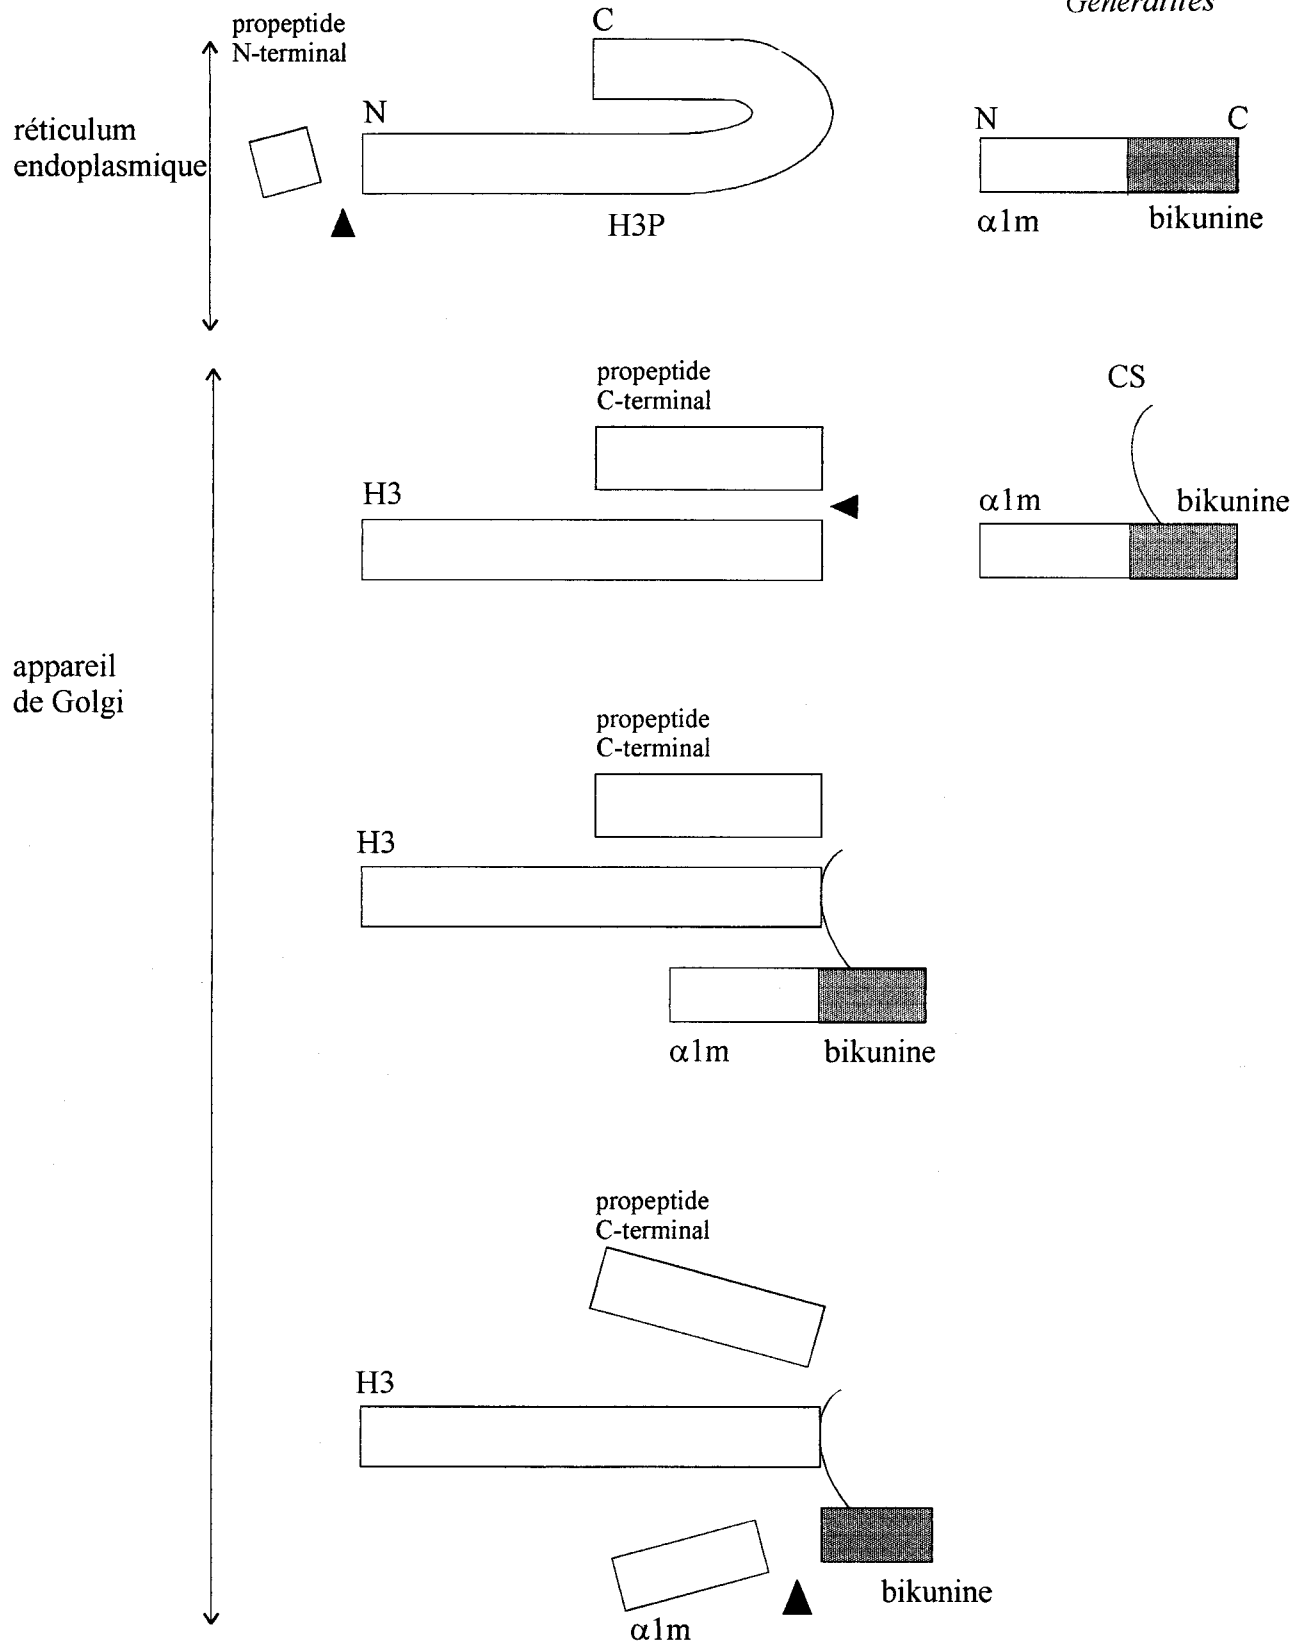 Généralités
propeptide
N-terminal
C
N
réticulum
endoplasmique
H3P
N
C
α1m
bikunine
propeptide
C-terminal
CS
H3
α1m
bikunine
appareil
de Golgi
propeptide
C-terminal
H3
α1m
bikunine
propeptide
C-terminal
H3
bikunine
α1m